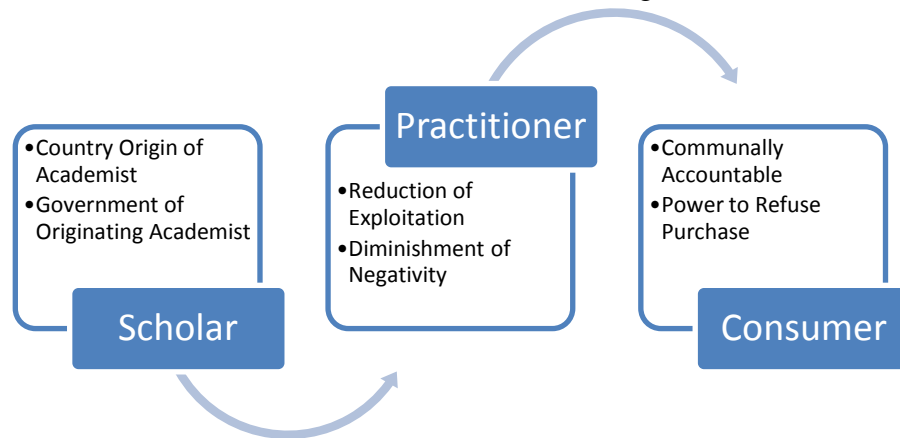 •Country Origin of
Academist
•Government of
Originating Academist
Scholar
Practitioner
•Reduction of
Exploitation
•Diminishment of
Negativity
•Communally
Accountable
•Power to Refuse
Purchase
Consumer